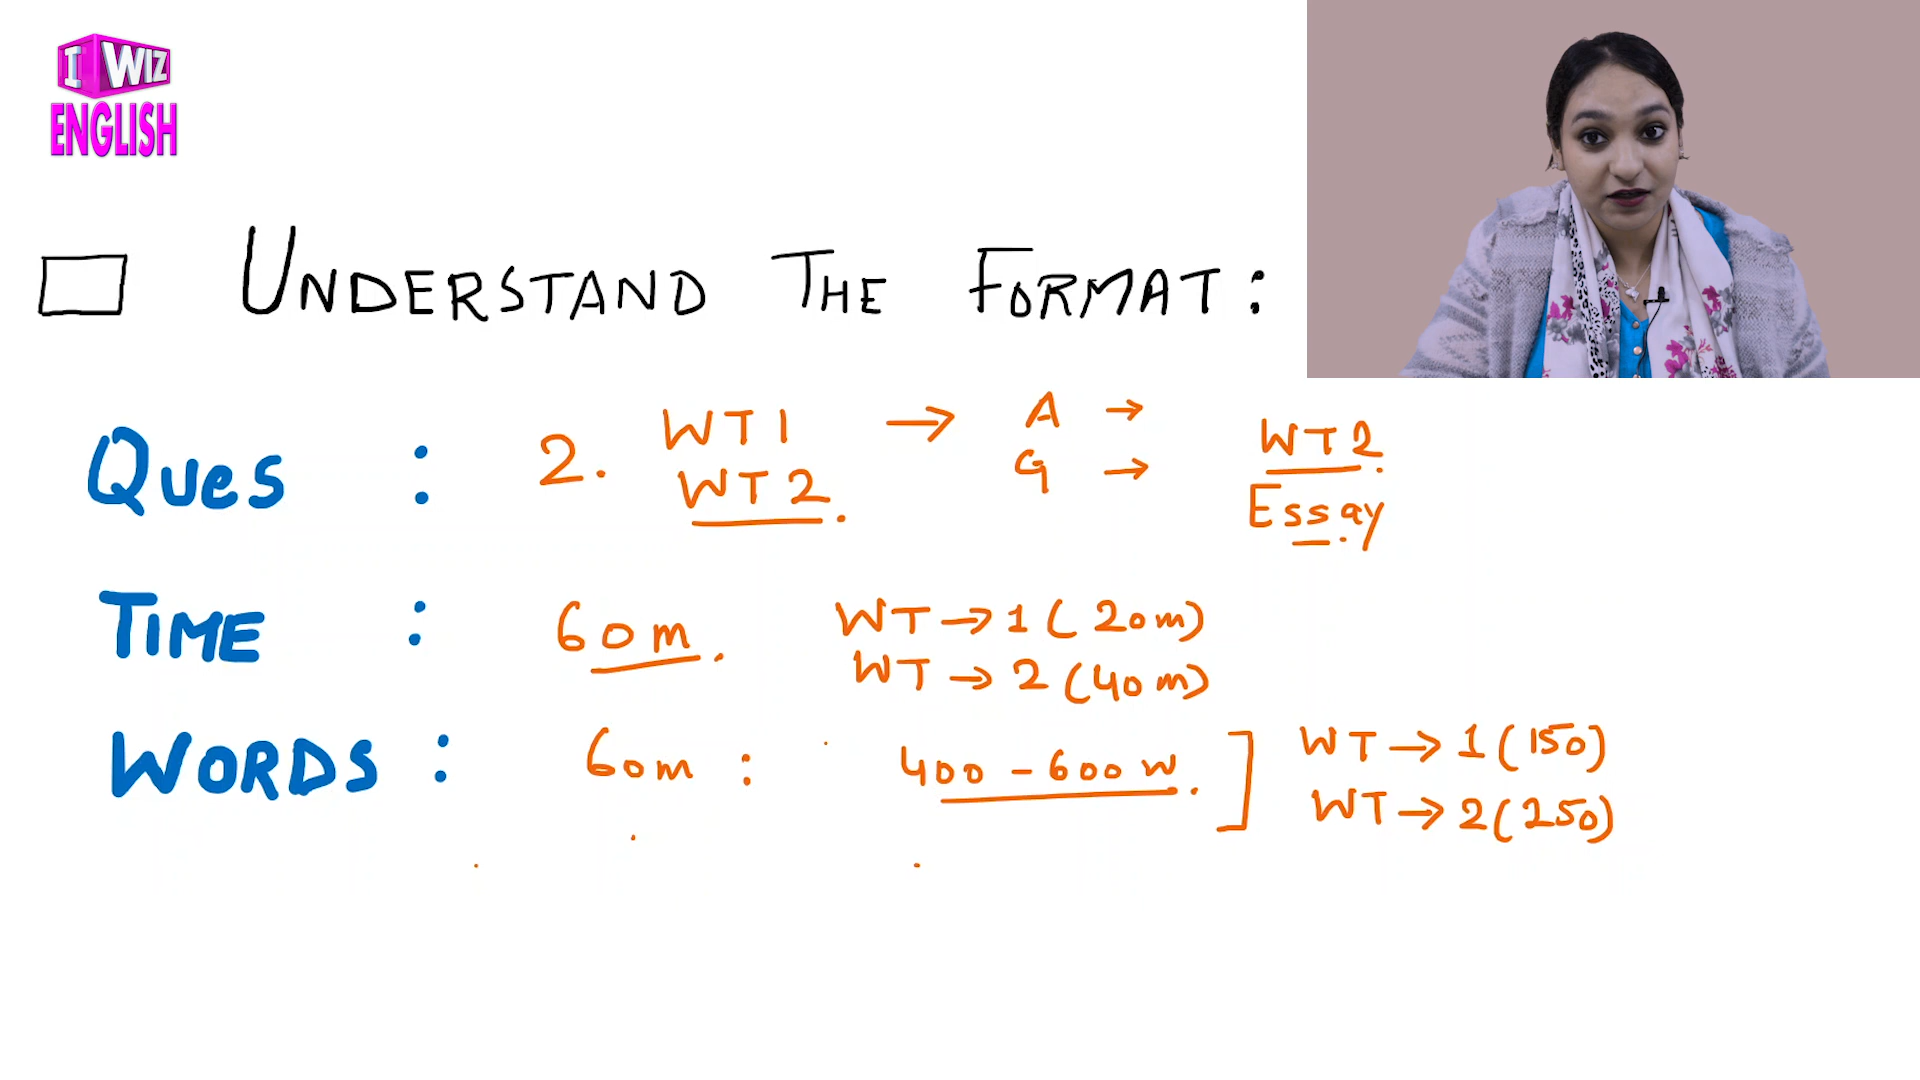 I WIZ
ENGLISH
UNDERSTAND THE FORMAT:
QUES : 2. WT1 → A → WT2.
WT2. G → Essay
TIME : 60m. WT → 1 (20m)
WT → 2 (40m)
WORDS : 60m : 400 - 600 W. ] WT → 1 (150)
WT → 2 (250)